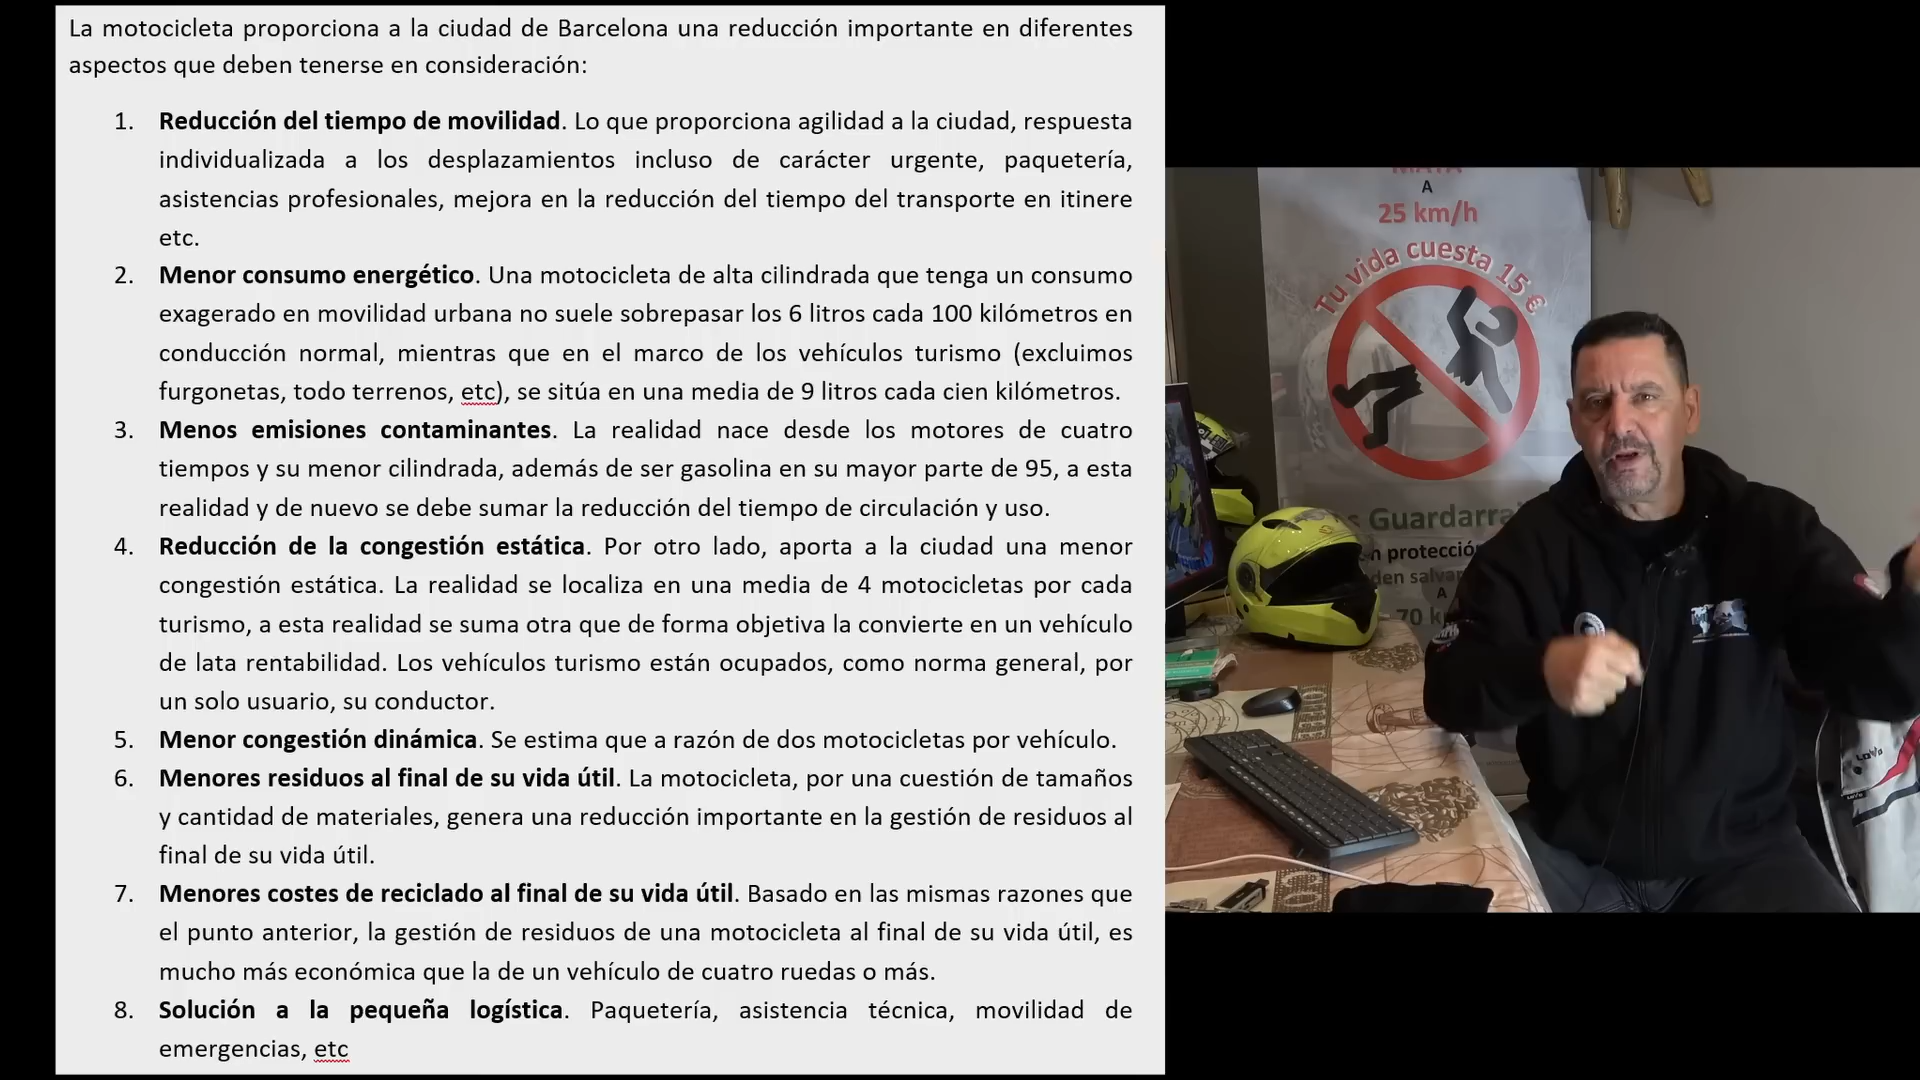 La motocicleta proporciona a la ciudad de Barcelona una reducción importante en diferentes
aspectos que deben tenerse en consideración:
1. Reducción del tiempo de movilidad. Lo que proporciona agilidad a la ciudad, respuesta
individualizada a los desplazamientos incluso de carácter urgente, paquetería,
asistencias profesionales, mejora en la reducción del tiempo del transporte en itinere
etc.
2. Menor consumo energético. Una motocicleta de alta cilindrada que tenga un consumo
exagerado en movilidad urbana no suele sobrepasar los 6 litros cada 100 kilómetros en
conducción normal, mientras que en el marco de los vehículos turismo (excluimos
furgonetas, todo terrenos, etc), se sitúa en una media de 9 litros cada cien kilómetros.
3. Menos emisiones contaminantes. La realidad nace desde los motores de cuatro
tiempos y su menor cilindrada, además de ser gasolina en su mayor parte de 95, a esta
realidad y de nuevo se debe sumar la reducción del tiempo de circulación y uso.
4. Reducción de la congestión estática. Por otro lado, aporta a la ciudad una menor
congestión estática. La realidad se localiza en una media de 4 motocicletas por cada
turismo, a esta realidad se suma otra que de forma objetiva la convierte en un vehículo
de lata rentabilidad. Los vehículos turismo están ocupados, como norma general, por
un solo usuario, su conductor.
5. Menor congestión dinámica. Se estima que a razón de dos motocicletas por vehículo.
6. Menores residuos al final de su vida útil. La motocicleta, por una cuestión de tamaños
y cantidad de materiales, genera una reducción importante en la gestión de residuos al
final de su vida útil.
7. Menores costes de reciclado al final de su vida útil. Basado en las mismas razones que
el punto anterior, la gestión de residuos de una motocicleta al final de su vida útil, es
mucho más económica que la de un vehículo de cuatro ruedas o más.
8. Solución a la pequeña logística. Paquetería, asistencia técnica, movilidad de
emergencias, etc
A
25 km/h
Tu vida cuesta 15 €
Guardarra
n protecció
den salva
A
70 k